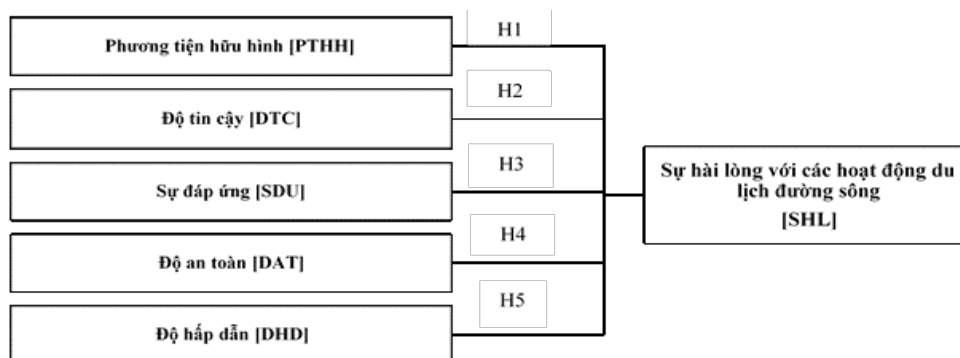 Phương tiện hữu hình [PTHH]
H1
Độ tin cậy [DTC]
H2
Sự đáp ứng [SDU]
H3
Độ an toàn [DAT]
H4
Độ hấp dẫn [DHD]
H5
Sự hài lòng với các hoạt động du
lịch đường sông
[SHL]